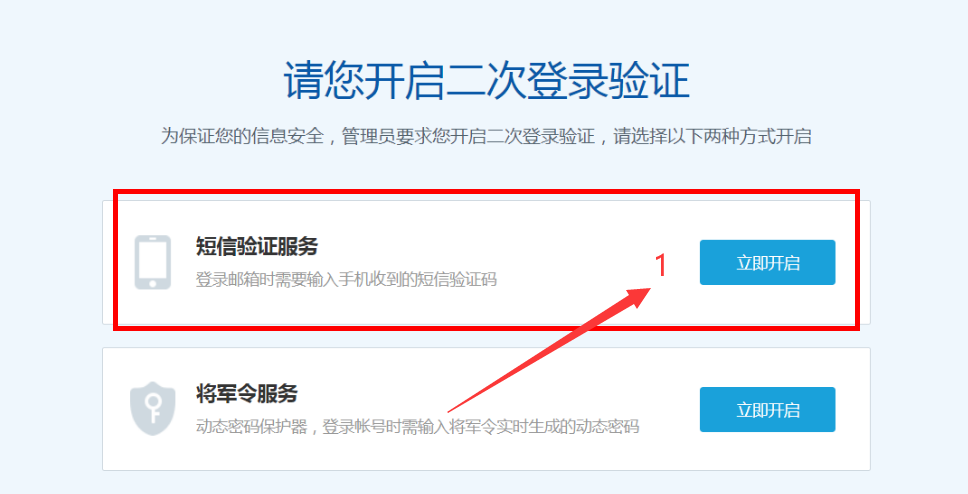 请您开启二次登录验证
为保证您的信息安全，管理员要求您开启二次登录验证，请选择以下两种方式开启
短信验证服务
登录邮箱时需要输入手机收到的短信验证码
1
立即开启
将军令服务
动态密码保护器，登录帐号时需输入将军令实时生成的动态密码
立即开启